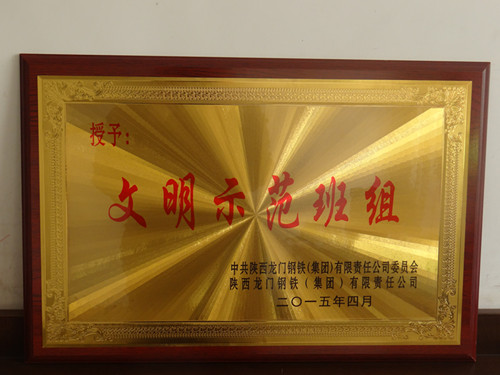 授予：
文明示范班组
中共陕西龙门钢铁(集团)有限责任公司委员会
陕西龙门钢铁(集团)有限责任公司
二〇一五年四月